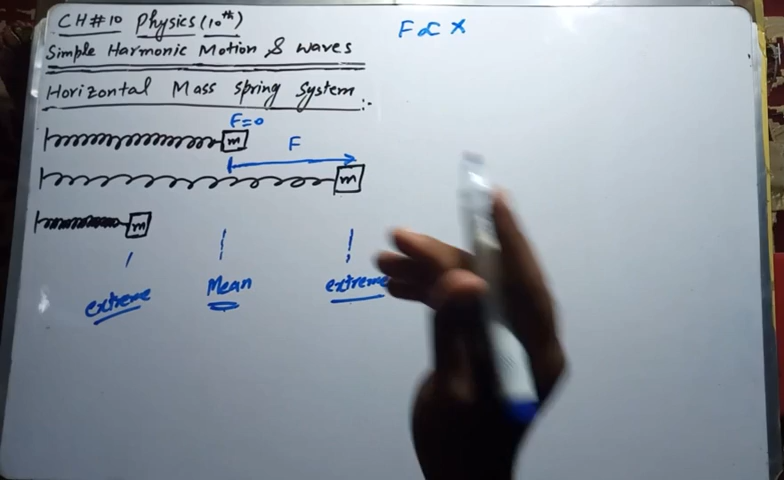 CH#10 Physics (10th)
F ∝ x
Simple Harmonic Motion & waves
Horizontal Mass spring System :-
F=0
m
F
m
m
extreme Mean extreme